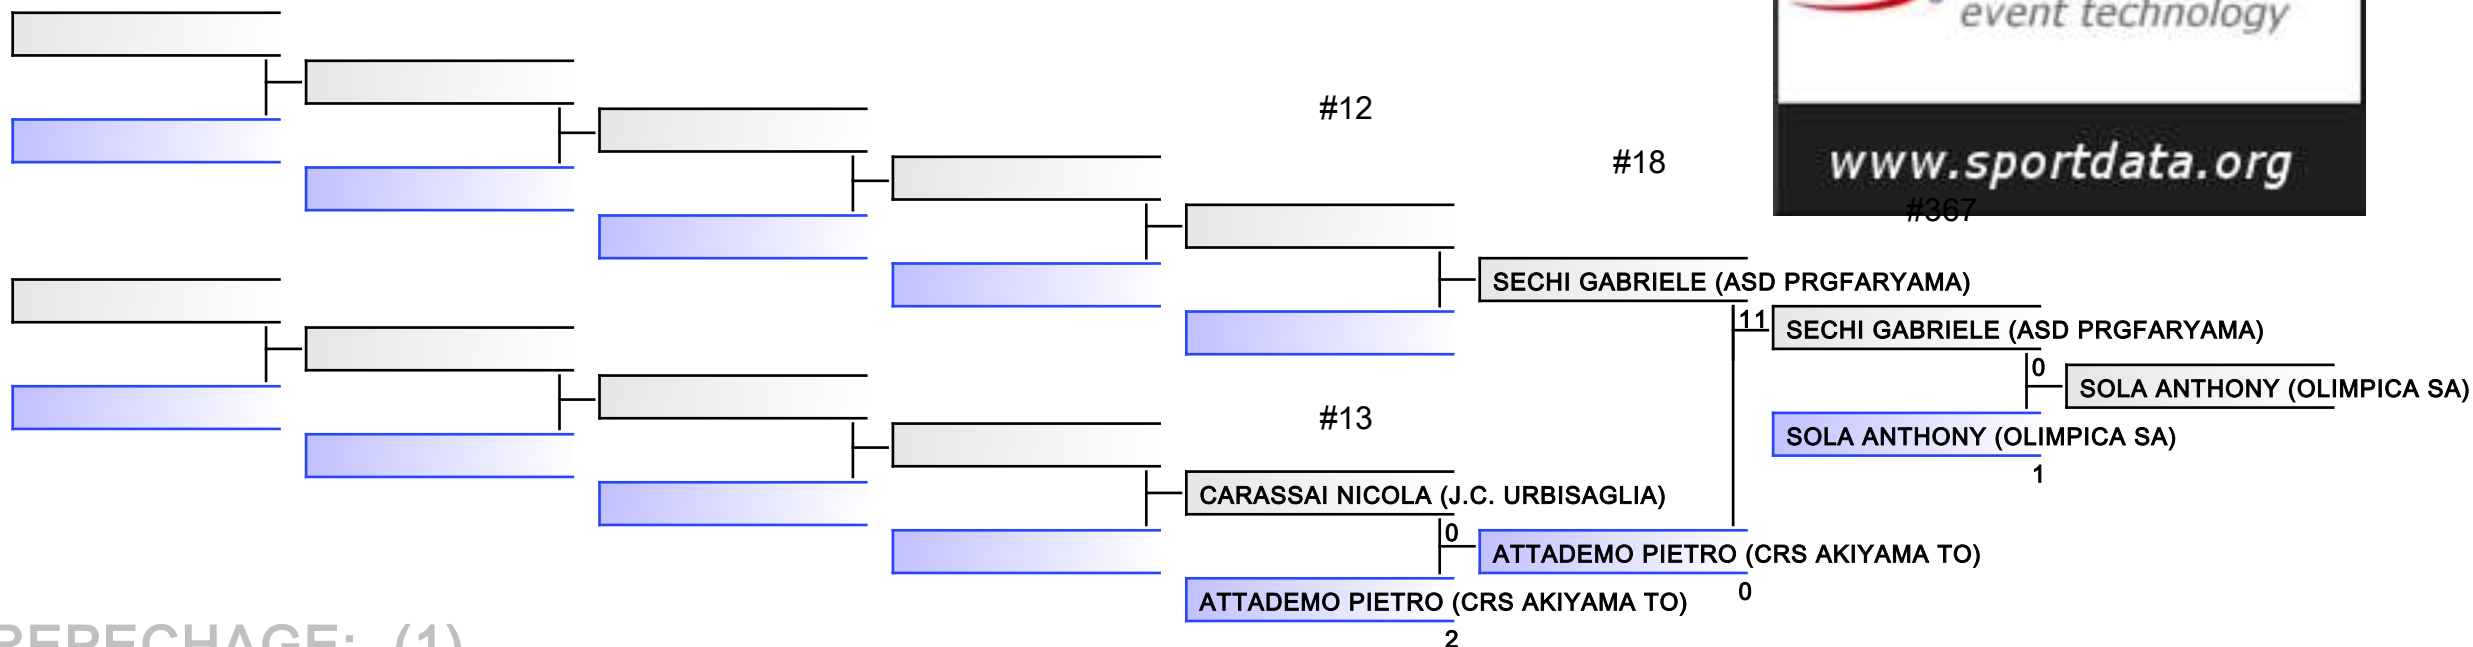 event technology
www.sportdata.org
#12
#18
#367
SECHI GABRIELE (ASD PRGFARYAMA)
11
SECHI GABRIELE (ASD PRGFARYAMA)
0
SOLA ANTHONY (OLIMPICA SA)
SOLA ANTHONY (OLIMPICA SA)
1
#13
CARASSAI NICOLA (J.C. URBISAGLIA)
0
ATTADEMO PIETRO (CRS AKIYAMA TO)
0
ATTADEMO PIETRO (CRS AKIYAMA TO)
2
REPECHAGE: (1)